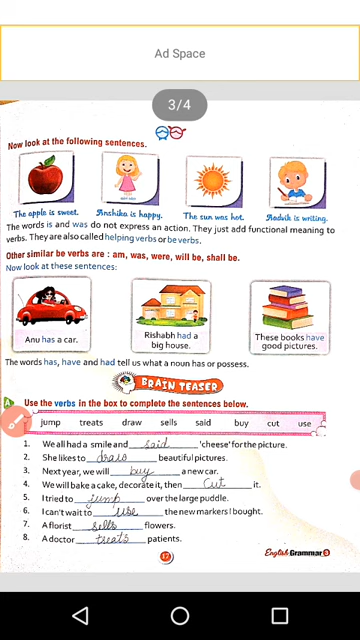 Ad Space
3/4
Now look at the following sentences.
The apple is sweet. Anshika is happy. The sun was hot. Aadvik is writing.
The words is and was do not express an action. They just add functional meaning to
verbs. They are also called helping verbs or be verbs.
Other similar be verbs are : am, was, were, will be, shall be.
Now look at these sentences:
Anu has a car.
Rishabh had a
big house.
These books have
good pictures.
The words has, have and had tell us what a noun has or possess.
BRAIN TEASER
A Use the verbs in the box to complete the sentences below.
jump treats draw sells said buy cut use
1. We all had a smile and said 'cheese' for the picture.
2. She likes to draw beautiful pictures.
3. Next year, we will buy a new car.
4. We will bake a cake, decorate it, then cut it.
5. I tried to jump over the large puddle.
6. I can't wait to use the new markers I bought.
7. A florist sells flowers.
8. A doctor treats patients.
17
English Grammar 3